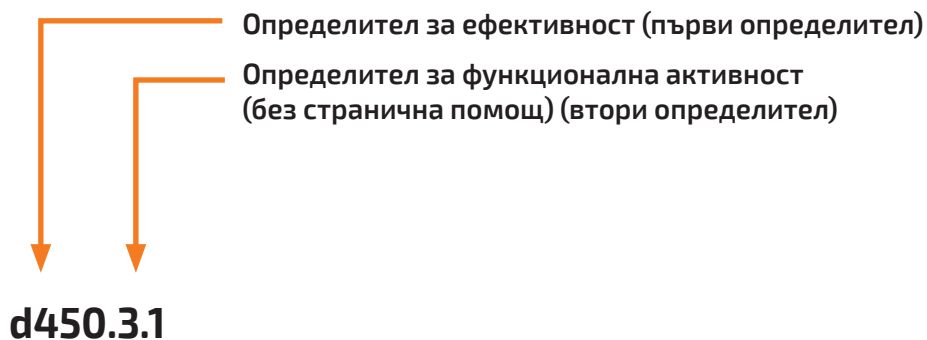 Определител за ефективност (първи определител)
Определител за функционална активност
(без странична помощ) (втори определител)
d450.3.1